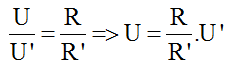 U/U' = R/R' => U = R/R'.U'